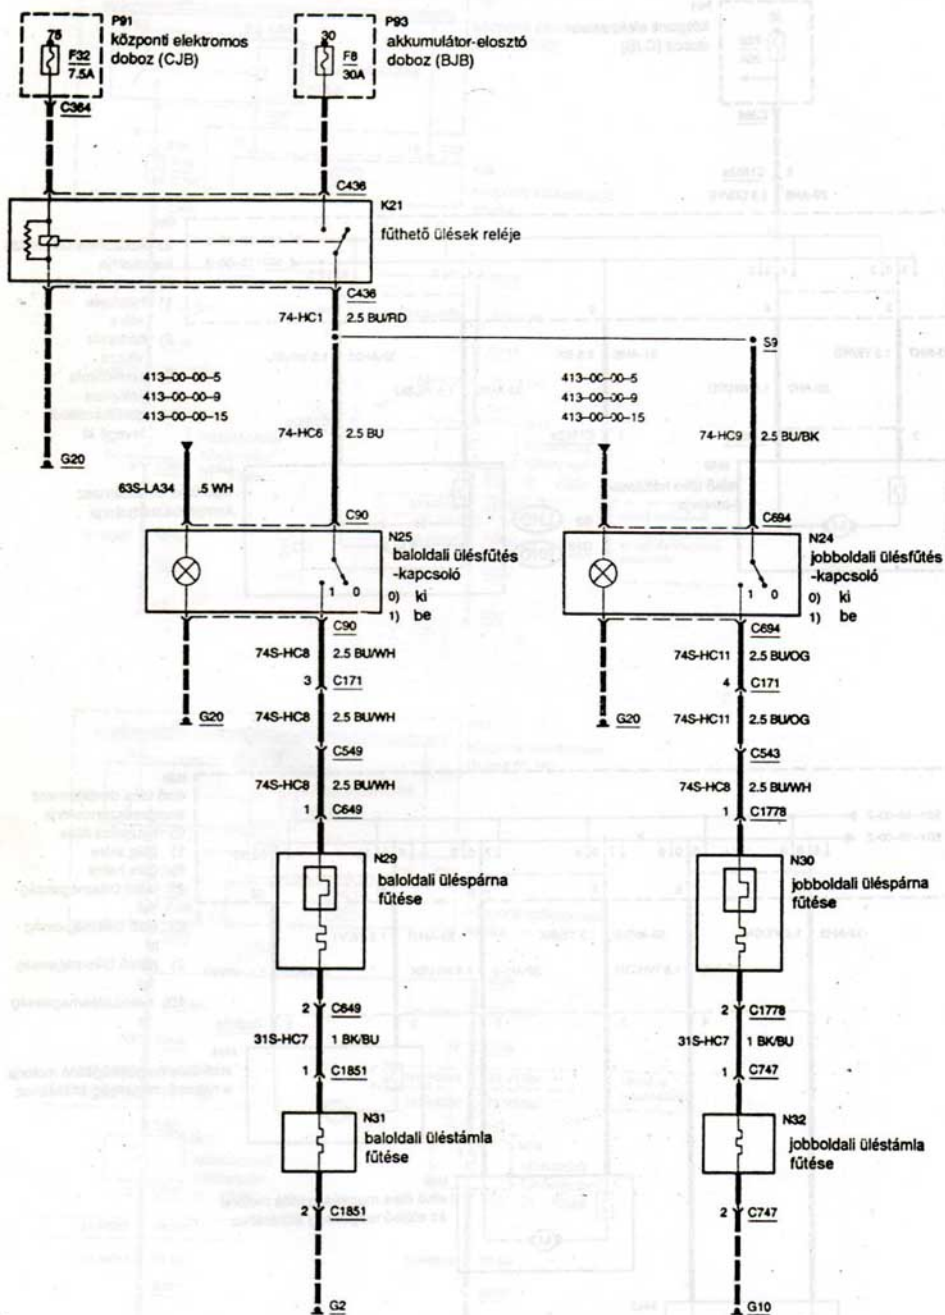 P91
75
központi elektromos
doboz (CJB)
F32
7.5A
C364
P93
30
akkumulátor-elosztó
doboz (BJB)
F8
30A
C436
K21
fűthető ülések reléje
C436
74-HC1 2.5 BU/RD
S9
413-00-00-5
413-00-00-9
413-00-00-15
413-00-00-5
413-00-00-9
413-00-00-15
74-HC6 2.5 BU
74-HC9 2.5 BU/BK
G20
63S-LA34 .5 WH
C90
C694
N25
baloldali ülésfűtés
-kapcsoló
0) ki
1) be
1 0
N24
jobboldali ülésfűtés
-kapcsoló
0) ki
1) be
1 0
C90
C694
74S-HC8 2.5 BU/WH
74S-HC11 2.5 BU/OG
3 C171
4 C171
G20
74S-HC8 2.5 BU/WH
G20
74S-HC11 2.5 BU/OG
C549
C543
74S-HC8 2.5 BU/WH
74S-HC8 2.5 BU/WH
1 C649
1 C1778
N29
baloldali üléspárna
fűtése
N30
jobboldali üléspárna
fűtése
2 C649
2 C1778
31S-HC7 1 BK/BU
31S-HC7 1 BK/BU
1 C1851
1 C747
N31
baloldali üléstámla
fűtése
N32
jobboldali üléstámla
fűtése
2 C1851
2 C747
G2
G10